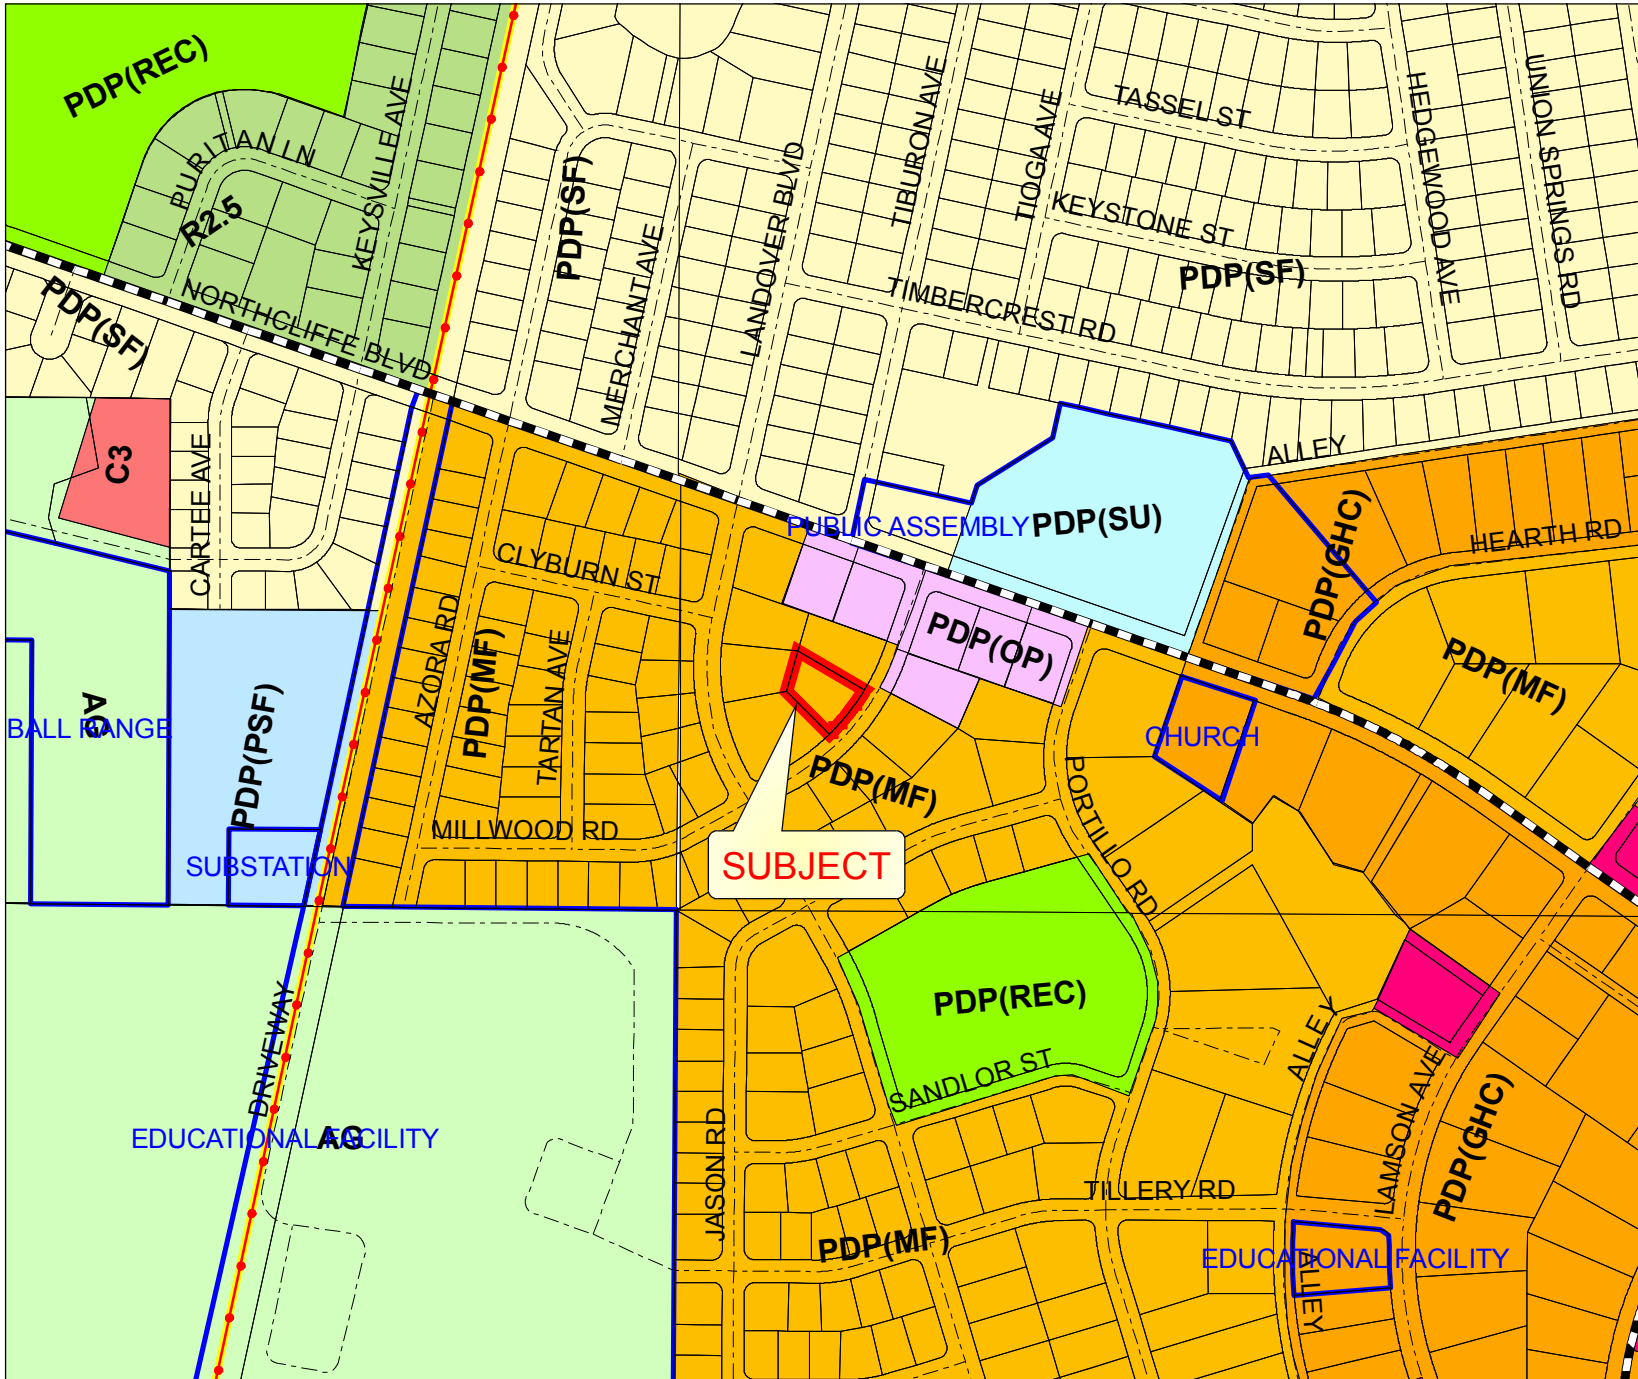 PDP(REC)
PURITAN LN
R2.5
KEYSVILLE AVE
PDP(SF)
MERCHANT AVE
LANDOVER BLVD
TIBURON AVE
TIOGA AVE
TASSEL ST
KEYSTONE ST
PDP(SF)
HEDGEWOOD AVE
UNION SPRINGS RD
TIMBERCREST RD
NORTHCLIFFE BLVD
PDP(SF)
C3
CARTEE AVE
ALLEY
PUBLIC ASSEMBLY
PDP(SU)
PDP(GHC)
HEARTH RD
CLYBURN ST
AZORA RD
PDP(MF)
TARTAN AVE
PDP(OP)
PDP(MF)
AG
BALL RANGE
PDP(PSF)
CHURCH
PDP(MF)
PORTILLO RD
MILLWOOD RD
SUBJECT
SUBSTATION
PDP(REC)
SANDLOR ST
DRIVEWAY
ALLEY
LAMSON AVE
PDP(GHC)
EDUCATIONAL FACILITY
AG
JASON RD
TILLERY RD
PDP(MF)
EDUCATIONAL FACILITY
ALLEY